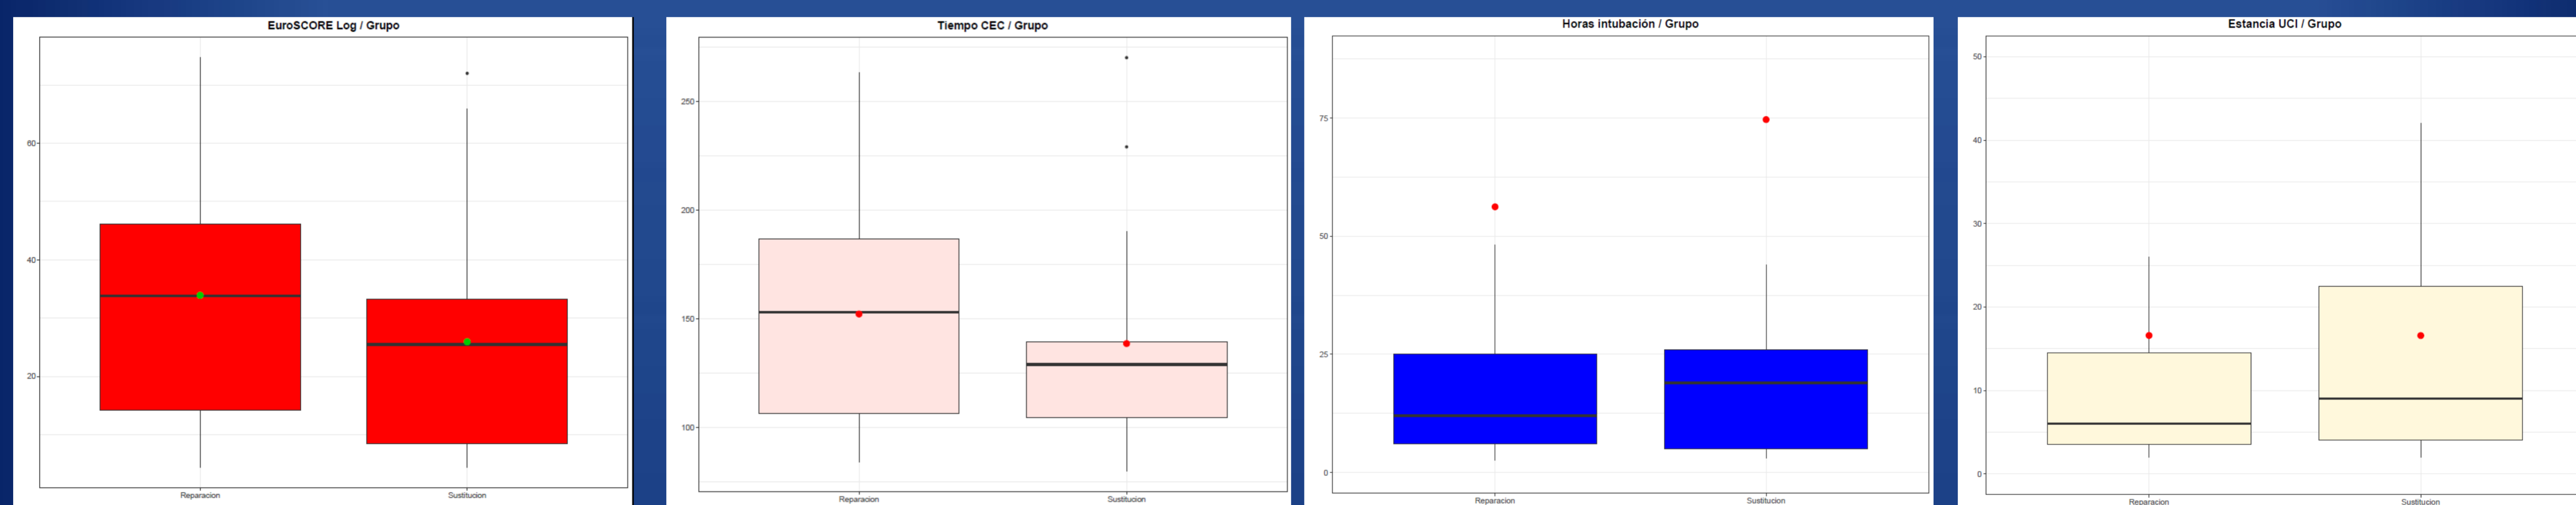 EuroSCORE Log / Grupo
60
40
20
Reparacion
Sustitucion
Tiempo CEC / Grupo
250
200
150
100
Reparacion
Sustitucion
Horas intubación / Grupo
75
50
25
0
Reparacion
Sustitucion
Estancia UCI / Grupo
50
40
30
20
10
0
Reparacion
Sustitucion